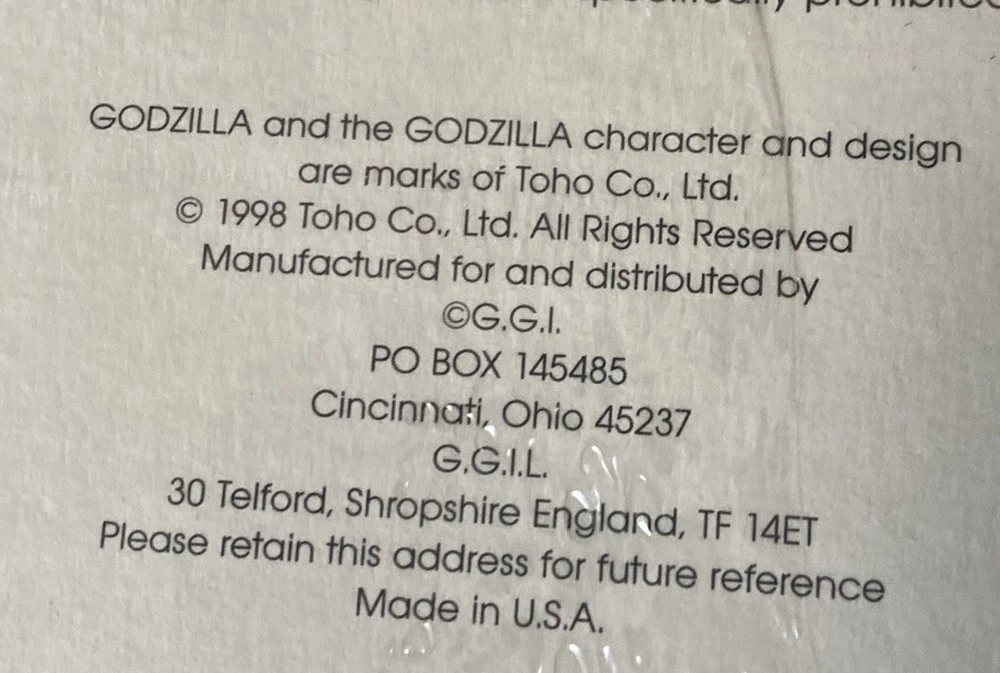 GODZILLA and the GODZILLA character and design
are marks of Toho Co., Ltd.
© 1998 Toho Co., Ltd. All Rights Reserved
Manufactured for and distributed by
©G.G.I.
PO BOX 145485
Cincinnati, Ohio 45237
G.G.I.L.
30 Telford, Shropshire England, TF 14ET
Please retain this address for future reference
Made in U.S.A.